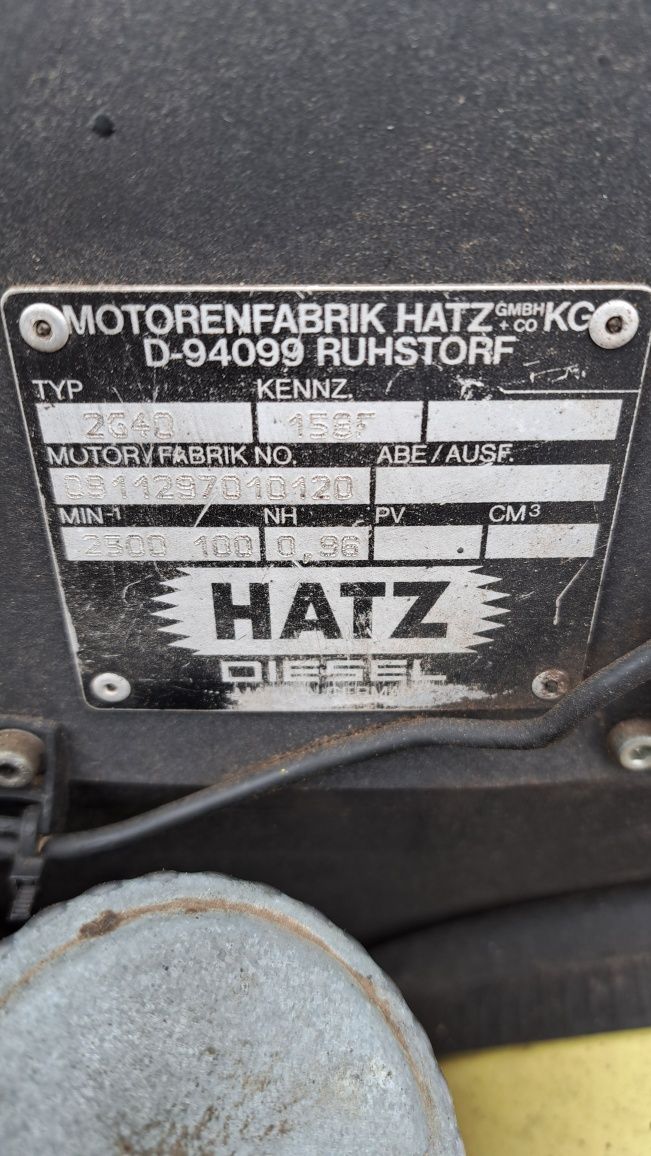 MOTORENFABRIK HATZ GMBH + CO KG
D-94099 RUHSTORF
TYP KENNZ.
2G40 158F
MOTOR/FABRIK NO. ABE/AUSF.
0911297010120
MIN-1 NH PV CM3
2300 100 0,96
HATZ
DIESEL